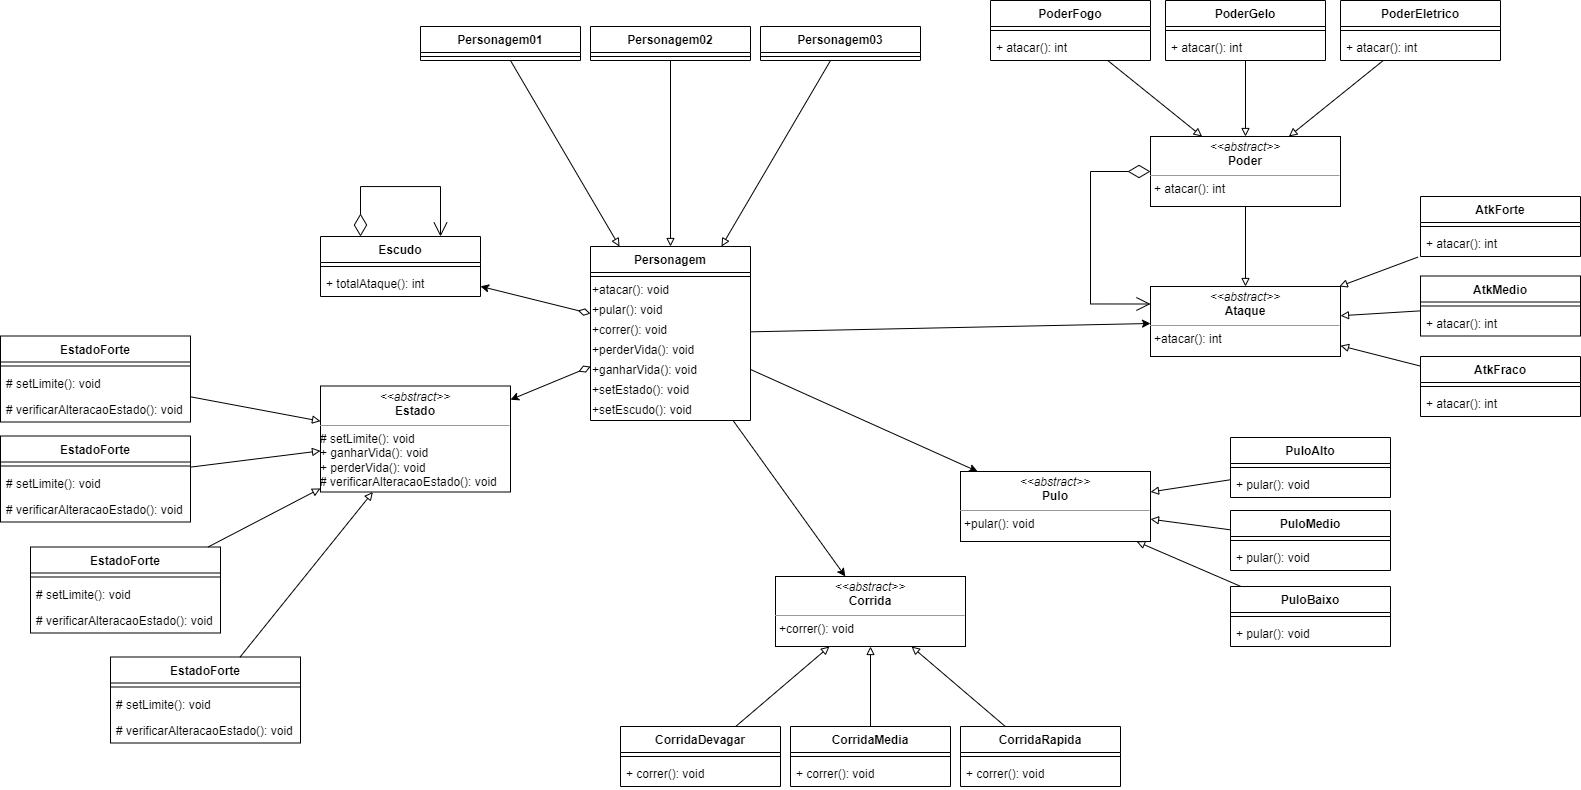 PoderFogo
+ atacar(): int
PoderGelo
+ atacar(): int
PoderEletrico
+ atacar(): int
Personagem01
Personagem02
Personagem03
<<abstract>>
Poder
+ atacar(): int
Escudo
+ totalAtaque(): int
Personagem
+atacar(): void
+pular(): void
+correr(): void
+perderVida(): void
+ganharVida(): void
+setEstado(): void
+setEscudo(): void
<<abstract>>
Ataque
+atacar(): int
AtkForte
+ atacar(): int
AtkMedio
+ atacar(): int
AtkFraco
+ atacar(): int
EstadoForte
# setLimite(): void
# verificarAlteracaoEstado(): void
EstadoForte
# setLimite(): void
# verificarAlteracaoEstado(): void
EstadoForte
# setLimite(): void
# verificarAlteracaoEstado(): void
EstadoForte
# setLimite(): void
# verificarAlteracaoEstado(): void
<<abstract>>
Estado
# setLimite(): void
+ ganharVida(): void
+ perderVida(): void
# verificarAlteracaoEstado(): void
<<abstract>>
Pulo
+pular(): void
PuloAlto
+ pular(): void
PuloMedio
+ pular(): void
PuloBaixo
+ pular(): void
<<abstract>>
Corrida
+correr(): void
CorridaDevagar
+ correr(): void
CorridaMedia
+ correr(): void
CorridaRapida
+ correr(): void